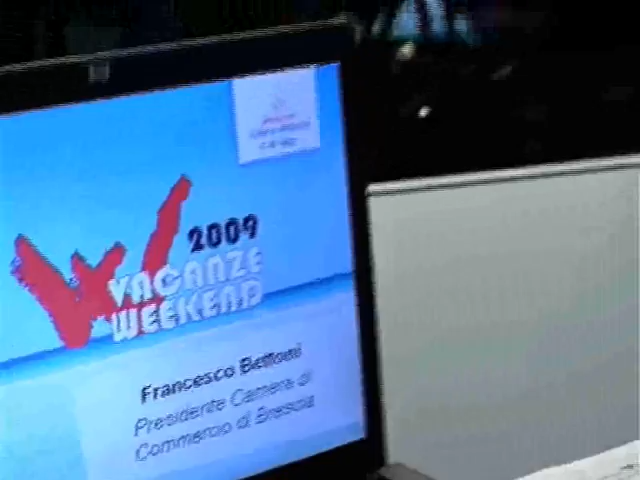 2009
VACANZE
WEEKEND
Francesco Bettoni
Presidente Camera di
Commercio di Brescia